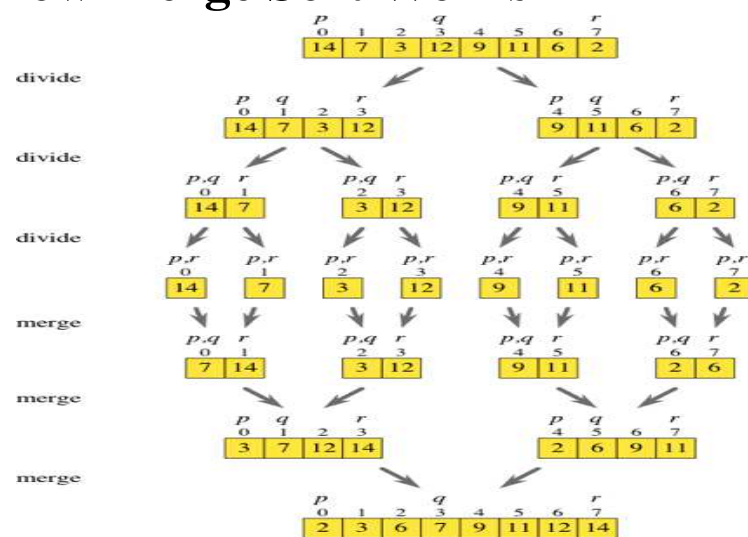 How Merge Sort Works
p q r
0 1 2 3 4 5 6 7
14 7 3 12 9 11 6 2
divide
p q r p q r
0 1 2 3 4 5 6 7
14 7 3 12 9 11 6 2
divide
p,q r p,q r p,q r p,q r
0 1 2 3 4 5 6 7
14 7 3 12 9 11 6 2
divide
p,r p,r p,r p,r p,r p,r p,r p,r
0 1 2 3 4 5 6 7
14 7 3 12 9 11 6 2
merge
p,q r p,q r p,q r p,q r
0 1 2 3 4 5 6 7
7 14 3 12 9 11 2 6
merge
p q r p q r
0 1 2 3 4 5 6 7
3 7 12 14 2 6 9 11
merge
p q r
0 1 2 3 4 5 6 7
2 3 6 7 9 11 12 14